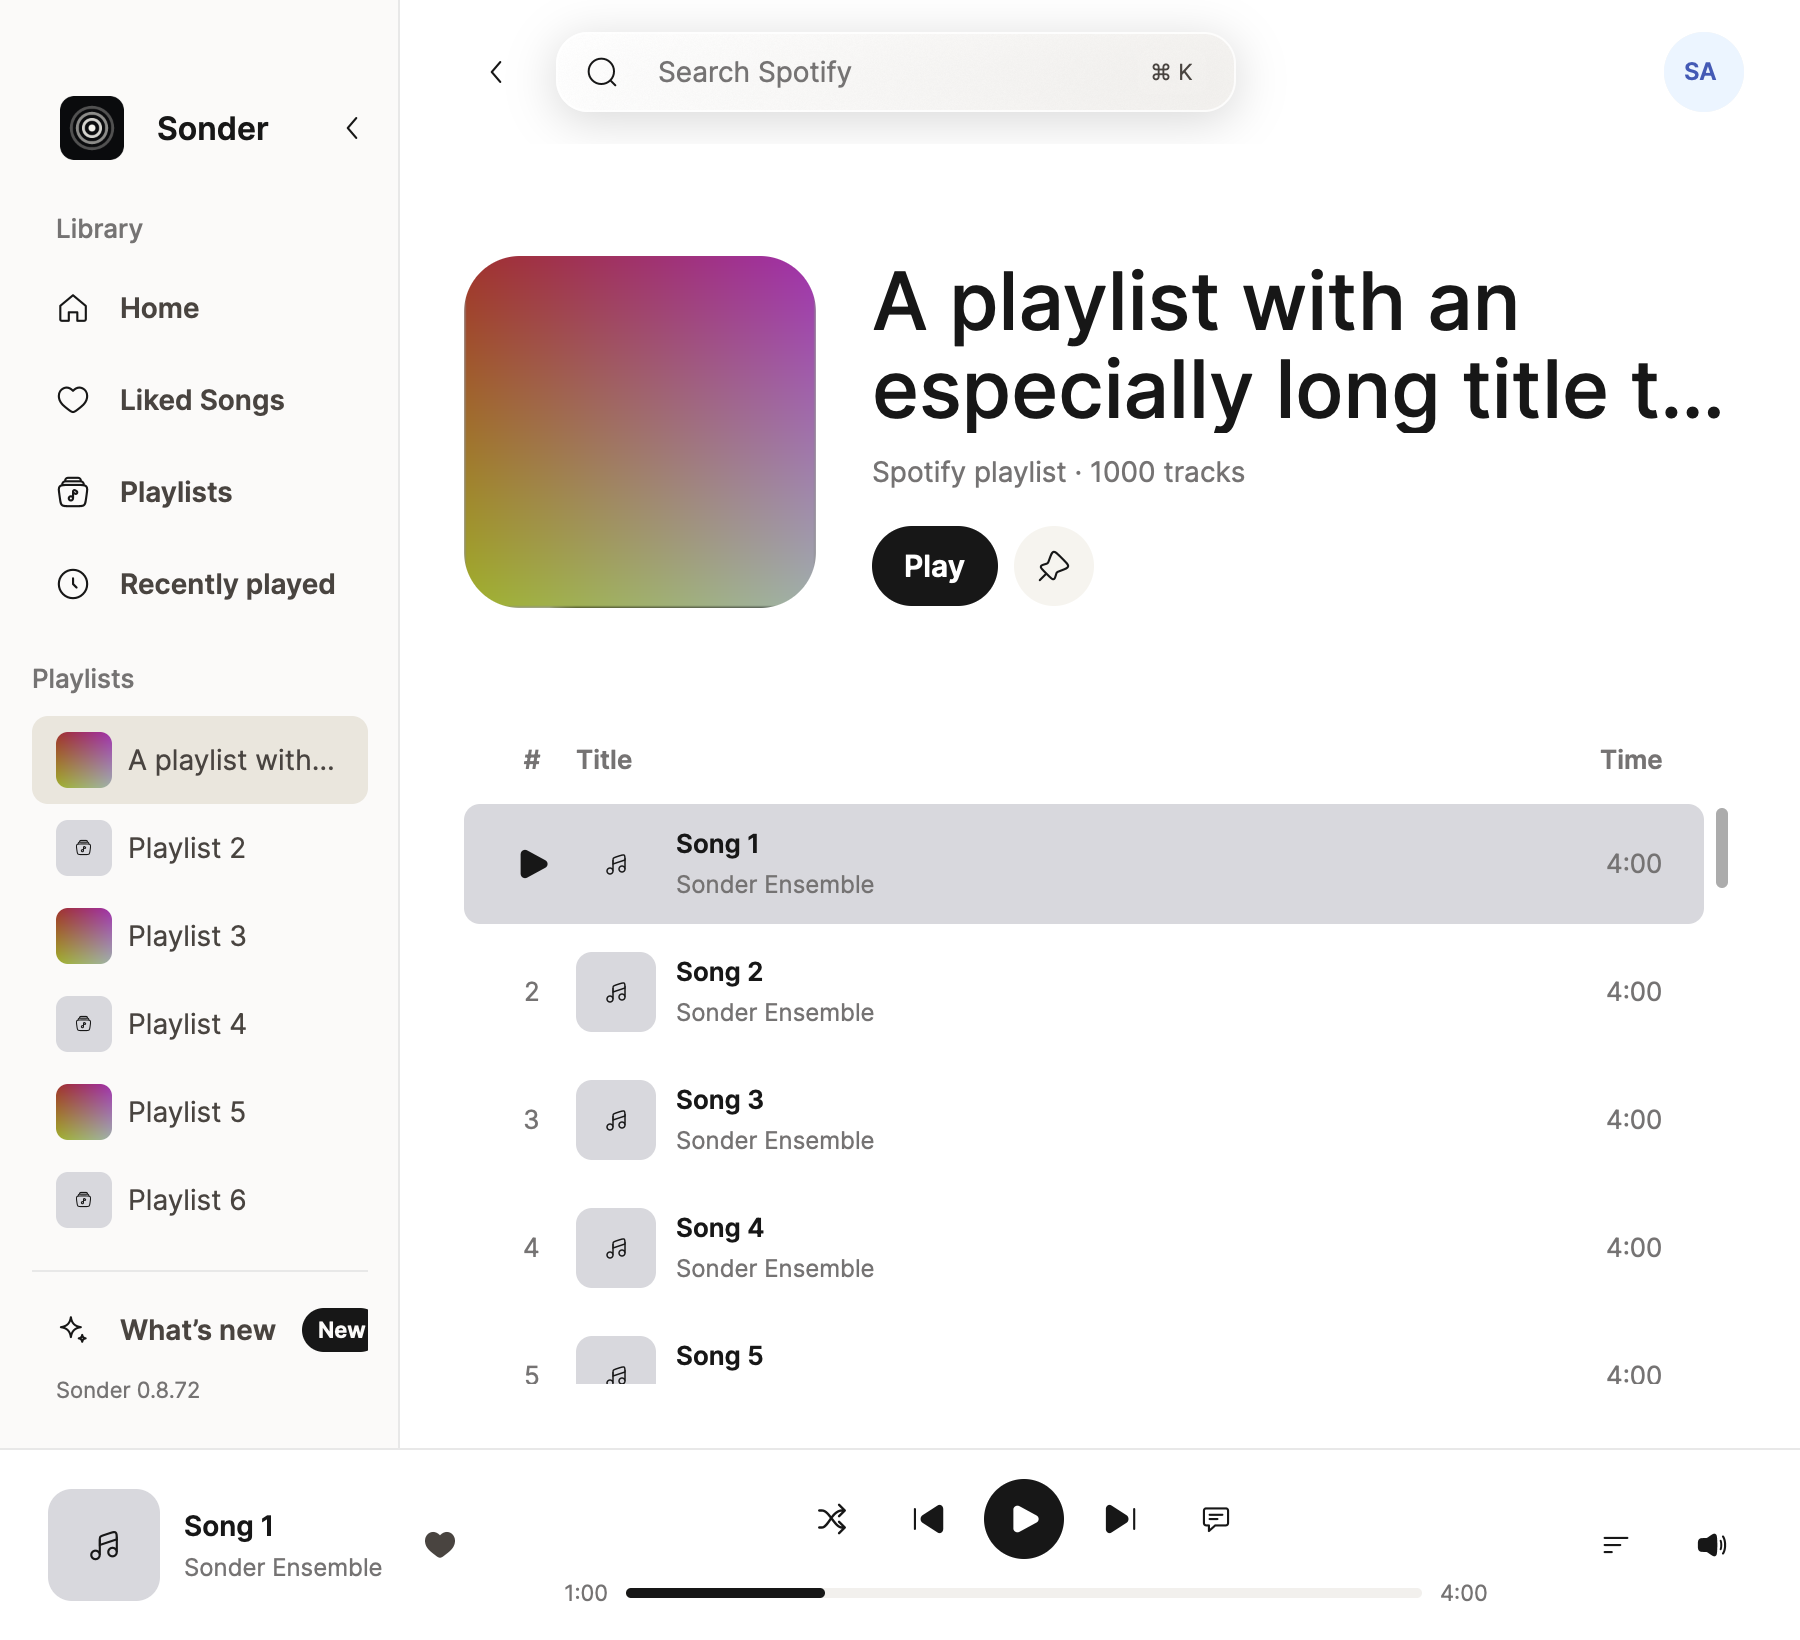 Search Spotify
⌘ K
SA
Sonder
Library
Home
Liked Songs
Playlists
Recently played
Playlists
A playlist with...
Playlist 2
Playlist 3
Playlist 4
Playlist 5
Playlist 6
What’s new
New
Sonder 0.8.72
A playlist with an
especially long title t...
Spotify playlist · 1000 tracks
Play
# Title Time
Song 1
Sonder Ensemble
4:00
2
Song 2
Sonder Ensemble
4:00
3
Song 3
Sonder Ensemble
4:00
4
Song 4
Sonder Ensemble
4:00
5
Song 5
4:00
Song 1
Sonder Ensemble
1:00
4:00